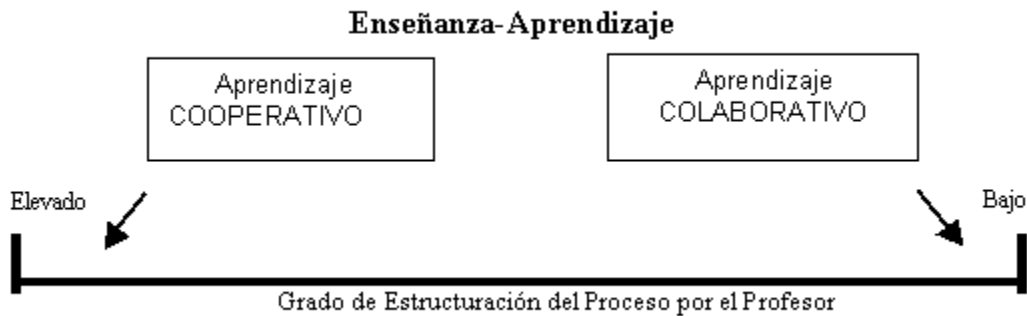 Enseñanza-Aprendizaje
Aprendizaje
COOPERATIVO
Aprendizaje
COLABORATIVO
Elevado
Bajo
Grado de Estructuración del Proceso por el Profesor